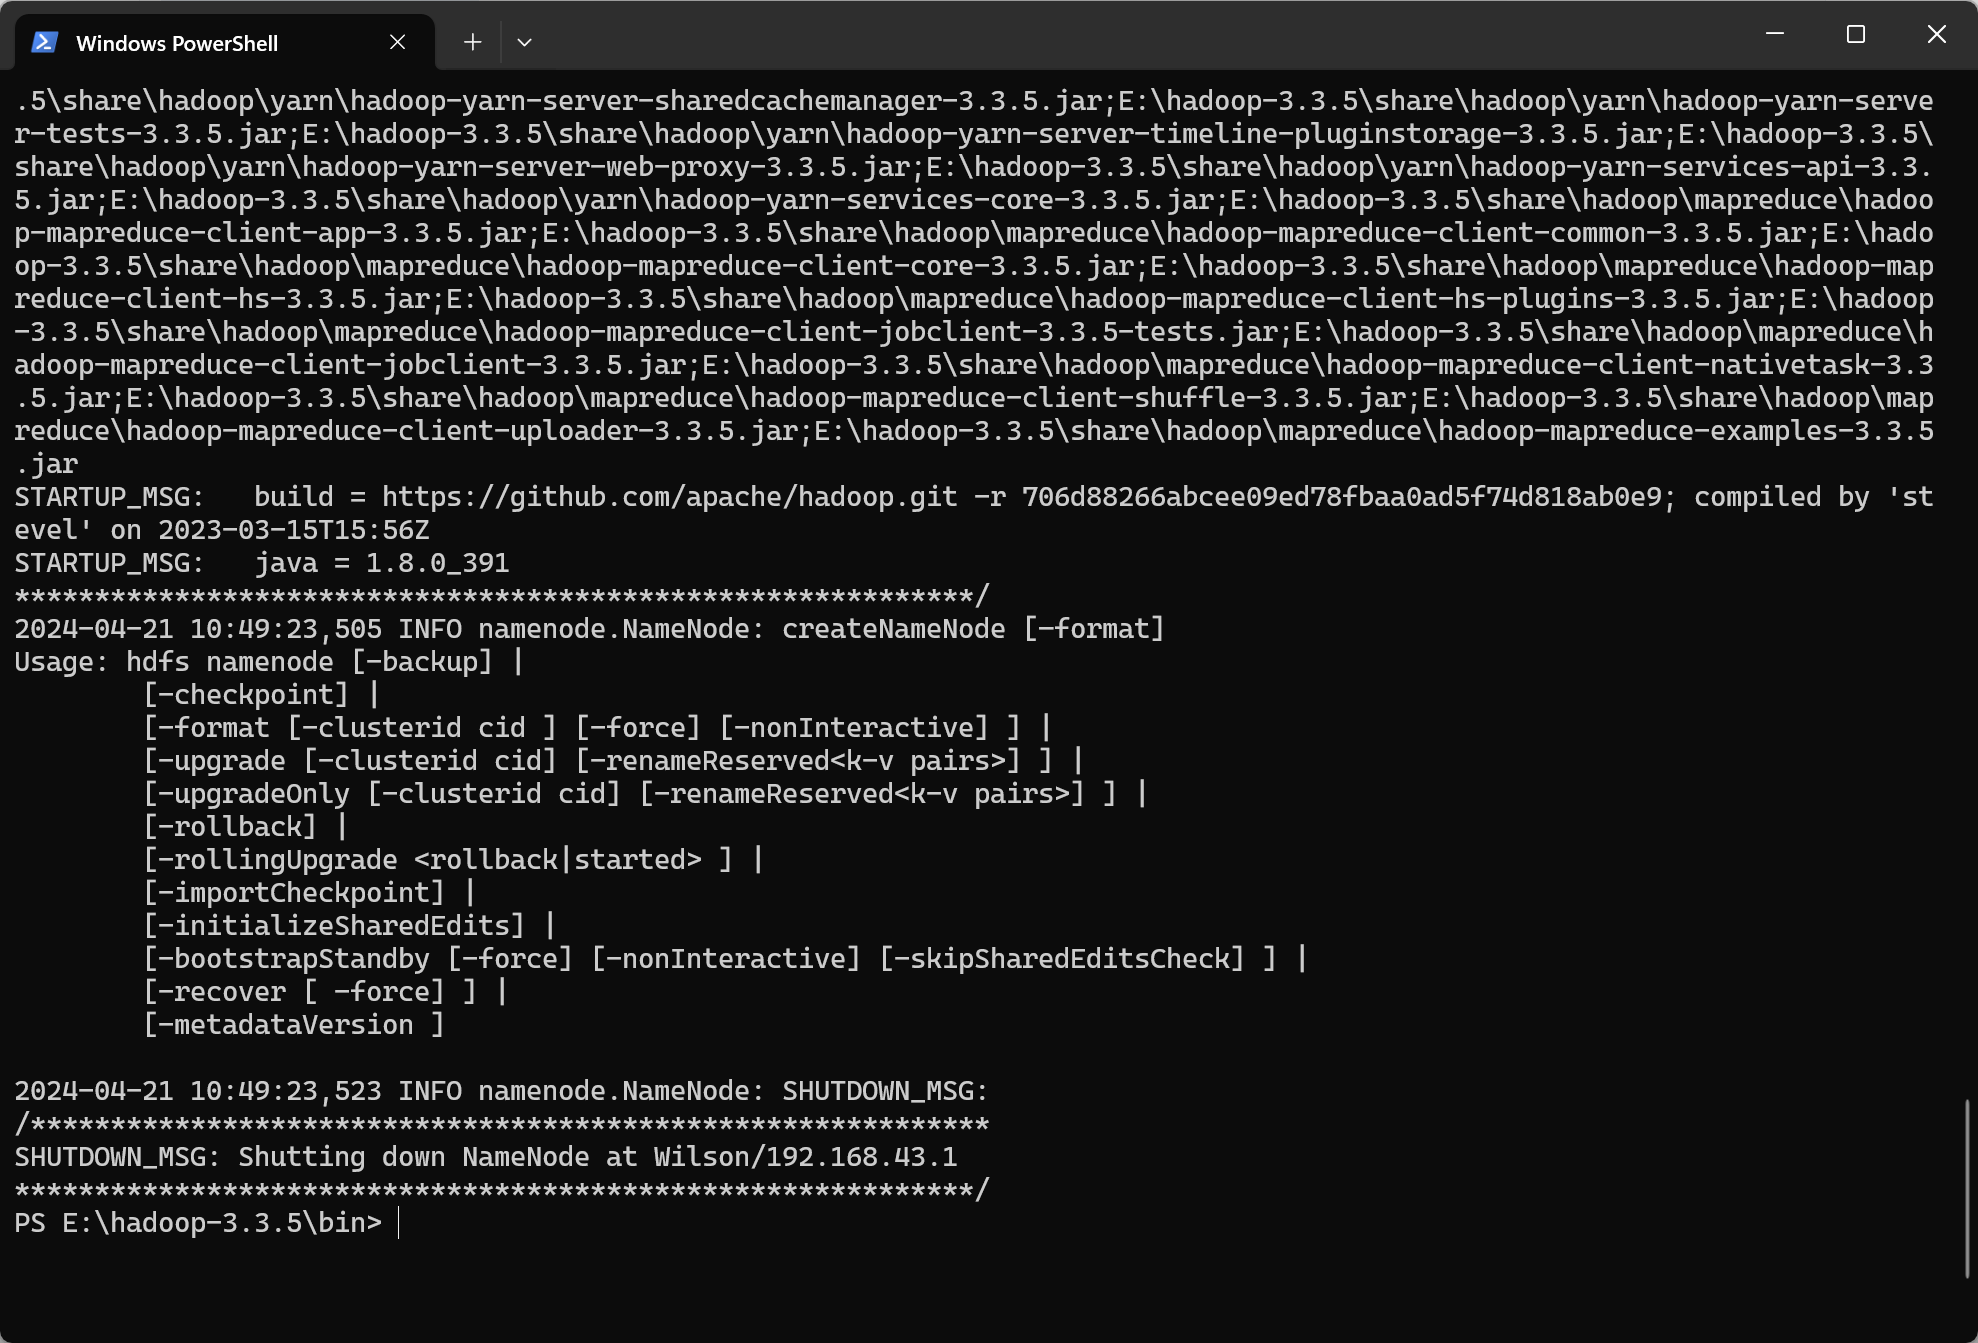 Windows PowerShell
.5\share\hadoop\yarn\hadoop-yarn-server-sharedcachemanager-3.3.5.jar;E:\hadoop-3.3.5\share\hadoop\yarn\hadoop-yarn-serve
r-tests-3.3.5.jar;E:\hadoop-3.3.5\share\hadoop\yarn\hadoop-yarn-server-timeline-pluginstorage-3.3.5.jar;E:\hadoop-3.3.5\
share\hadoop\yarn\hadoop-yarn-server-web-proxy-3.3.5.jar;E:\hadoop-3.3.5\share\hadoop\yarn\hadoop-yarn-services-api-3.3.
5.jar;E:\hadoop-3.3.5\share\hadoop\yarn\hadoop-yarn-services-core-3.3.5.jar;E:\hadoop-3.3.5\share\hadoop\mapreduce\hadoo
p-mapreduce-client-app-3.3.5.jar;E:\hadoop-3.3.5\share\hadoop\mapreduce\hadoop-mapreduce-client-common-3.3.5.jar;E:\hado
op-3.3.5\share\hadoop\mapreduce\hadoop-mapreduce-client-core-3.3.5.jar;E:\hadoop-3.3.5\share\hadoop\mapreduce\hadoop-map
reduce-client-hs-3.3.5.jar;E:\hadoop-3.3.5\share\hadoop\mapreduce\hadoop-mapreduce-client-hs-plugins-3.3.5.jar;E:\hadoop
-3.3.5\share\hadoop\mapreduce\hadoop-mapreduce-client-jobclient-3.3.5-tests.jar;E:\hadoop-3.3.5\share\hadoop\mapreduce\h
adoop-mapreduce-client-jobclient-3.3.5.jar;E:\hadoop-3.3.5\share\hadoop\mapreduce\hadoop-mapreduce-client-nativetask-3.3
.5.jar;E:\hadoop-3.3.5\share\hadoop\mapreduce\hadoop-mapreduce-client-shuffle-3.3.5.jar;E:\hadoop-3.3.5\share\hadoop\map
reduce\hadoop-mapreduce-client-uploader-3.3.5.jar;E:\hadoop-3.3.5\share\hadoop\mapreduce\hadoop-mapreduce-examples-3.3.5
.jar
STARTUP_MSG:   build = https://github.com/apache/hadoop.git -r 706d88266abcee09ed78fbaa0ad5f74d818ab0e9; compiled by 'st
evel' on 2023-03-15T15:56Z
STARTUP_MSG:   java = 1.8.0_391
************************************************************/
2024-04-21 10:49:23,505 INFO namenode.NameNode: createNameNode [-format]
Usage: hdfs namenode [-backup] |
        [-checkpoint] |
        [-format [-clusterid cid ] [-force] [-nonInteractive] ] |
        [-upgrade [-clusterid cid] [-renameReserved<k-v pairs>] ] |
        [-upgradeOnly [-clusterid cid] [-renameReserved<k-v pairs>] ] |
        [-rollback] |
        [-rollingUpgrade <rollback|started> ] |
        [-importCheckpoint] |
        [-initializeSharedEdits] |
        [-bootstrapStandby [-force] [-nonInteractive] [-skipSharedEditsCheck] ] |
        [-recover [ -force] ] |
        [-metadataVersion ]
2024-04-21 10:49:23,523 INFO namenode.NameNode: SHUTDOWN_MSG:
/************************************************************
SHUTDOWN_MSG: Shutting down NameNode at Wilson/192.168.43.1
************************************************************/
PS E:\hadoop-3.3.5\bin>